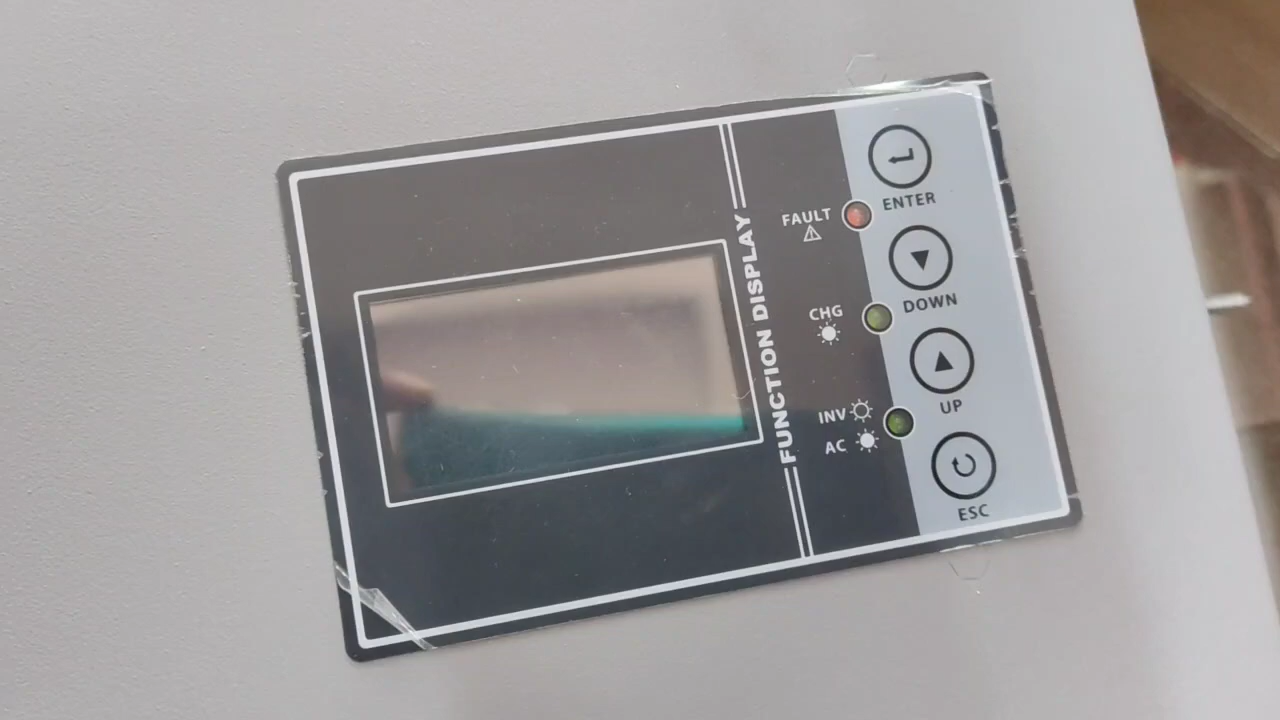 FUNCTION DISPLAY
FAULT
CHG
INV
AC
ENTER
DOWN
UP
ESC